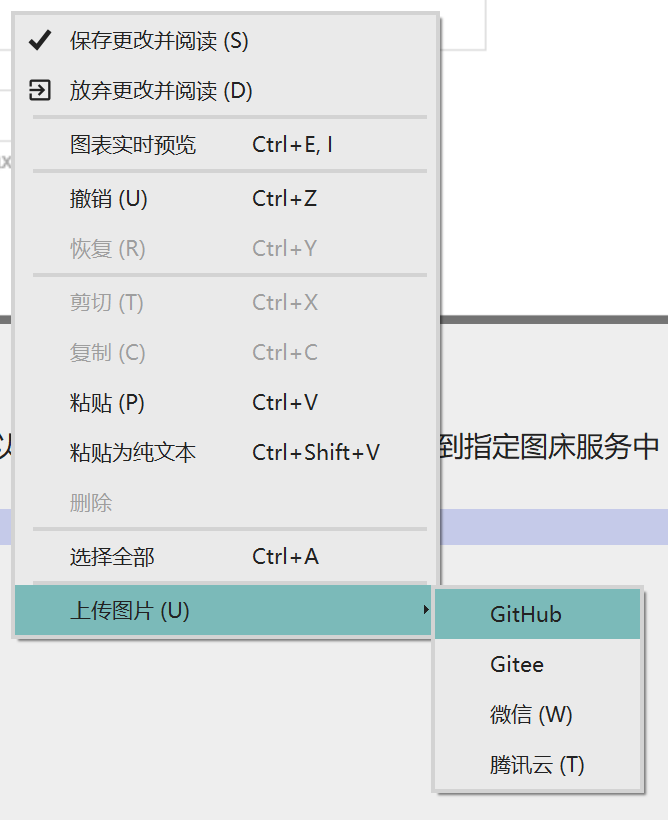 保存更改并阅读 (S)
放弃更改并阅读 (D)
图表实时预览 Ctrl+E, I
撤销 (U) Ctrl+Z
恢复 (R) Ctrl+Y
剪切 (T) Ctrl+X
复制 (C) Ctrl+C
粘贴 (P) Ctrl+V
到指定图床服务中
粘贴为纯文本 Ctrl+Shift+V
删除
选择全部 Ctrl+A
上传图片 (U)
GitHub
Gitee
微信 (W)
腾讯云 (T)